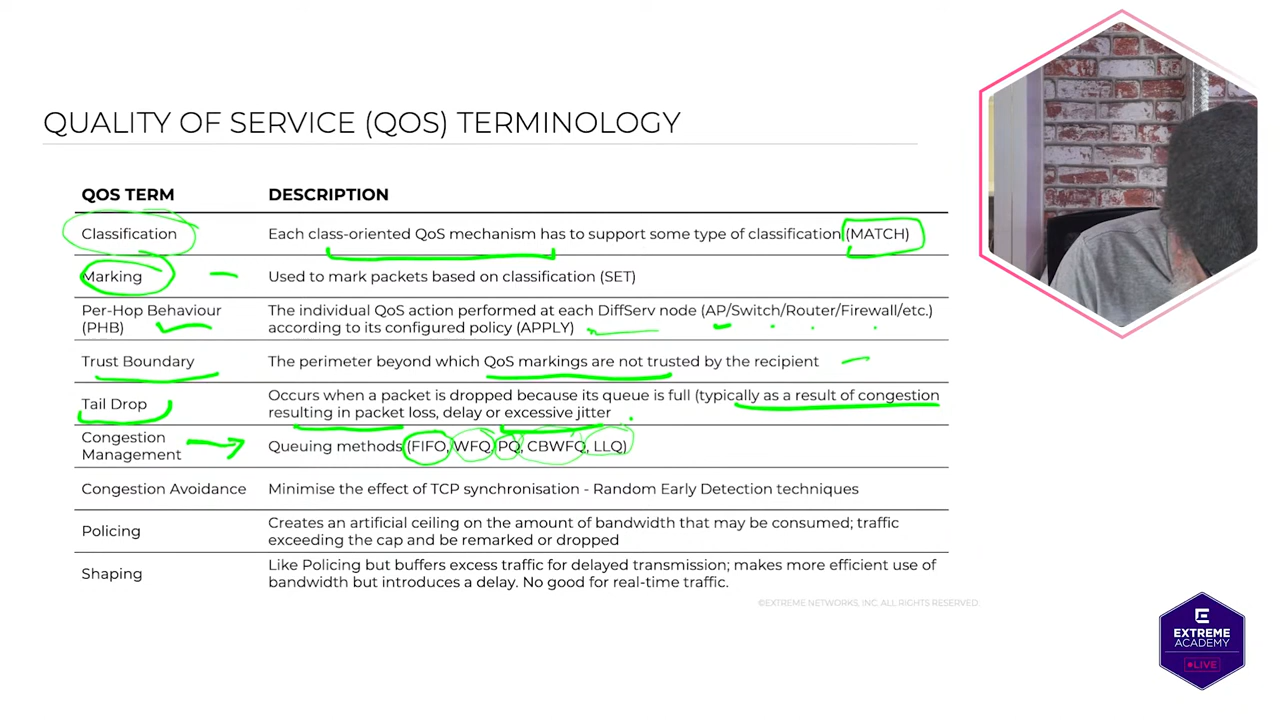 QUALITY OF SERVICE (QOS) TERMINOLOGY
QOS TERM DESCRIPTION
Classification Each class-oriented QoS mechanism has to support some type of classification (MATCH)
Marking Used to mark packets based on classification (SET)
Per-Hop Behaviour The individual QoS action performed at each DiffServ node (AP/Switch/Router/Firewall/etc.)
(PHB) according to its configured policy (APPLY)
Trust Boundary The perimeter beyond which QoS markings are not trusted by the recipient
Tail Drop Occurs when a packet is dropped because its queue is full (typically as a result of congestion
resulting in packet loss, delay or excessive jitter
Congestion Management Queuing methods (FIFO, WFQ, PQ, CBWFQ, LLQ)
Congestion Avoidance Minimise the effect of TCP synchronisation - Random Early Detection techniques
Policing Creates an artificial ceiling on the amount of bandwidth that may be consumed; traffic
exceeding the cap and be remarked or dropped
Shaping Like Policing but buffers excess traffic for delayed transmission; makes more efficient use of
bandwidth but introduces a delay. No good for real-time traffic.
©EXTREME NETWORKS, INC. ALL RIGHTS RESERVED.
E
EXTREME
ACADEMY
LIVE